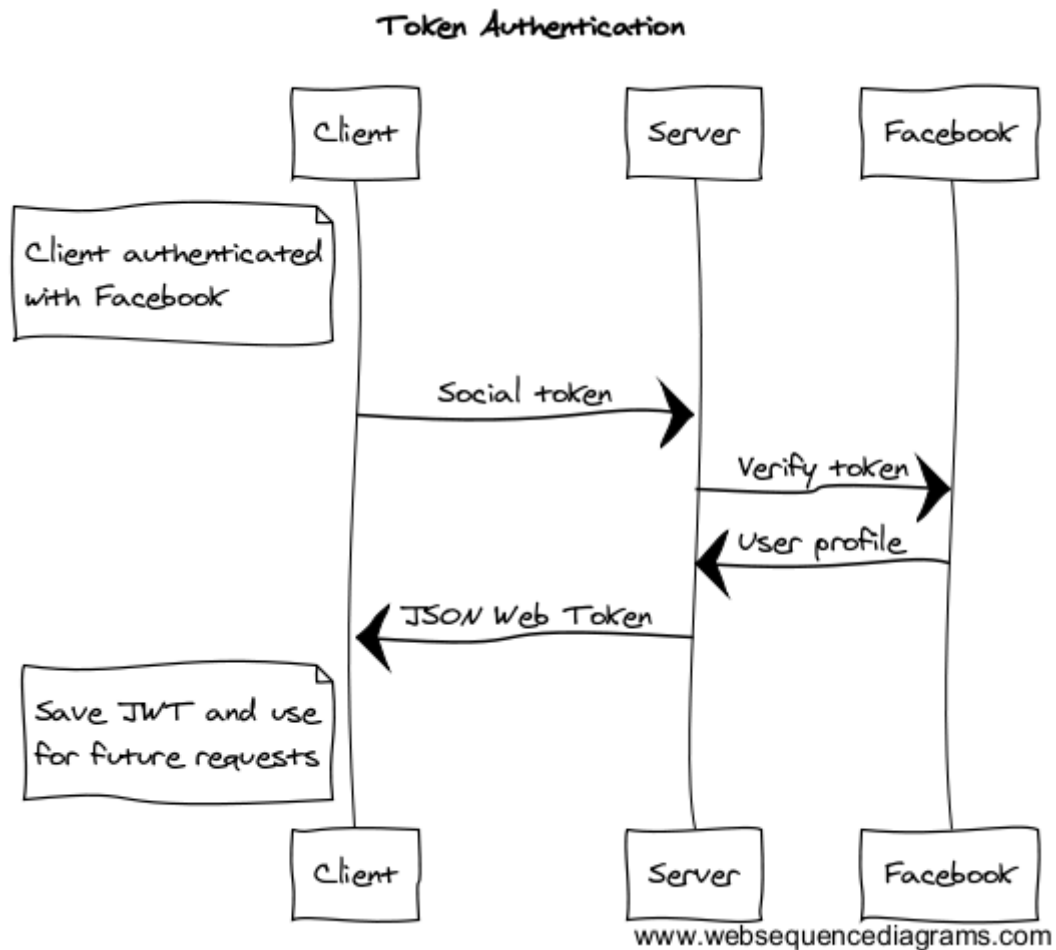 Token Authentication
Client
Server
Facebook
Client authenticated
with Facebook
Social token
Verify token
User profile
JSON Web Token
Save JWT and use
for future requests
Client
Server
Facebook
www.websequencediagrams.com